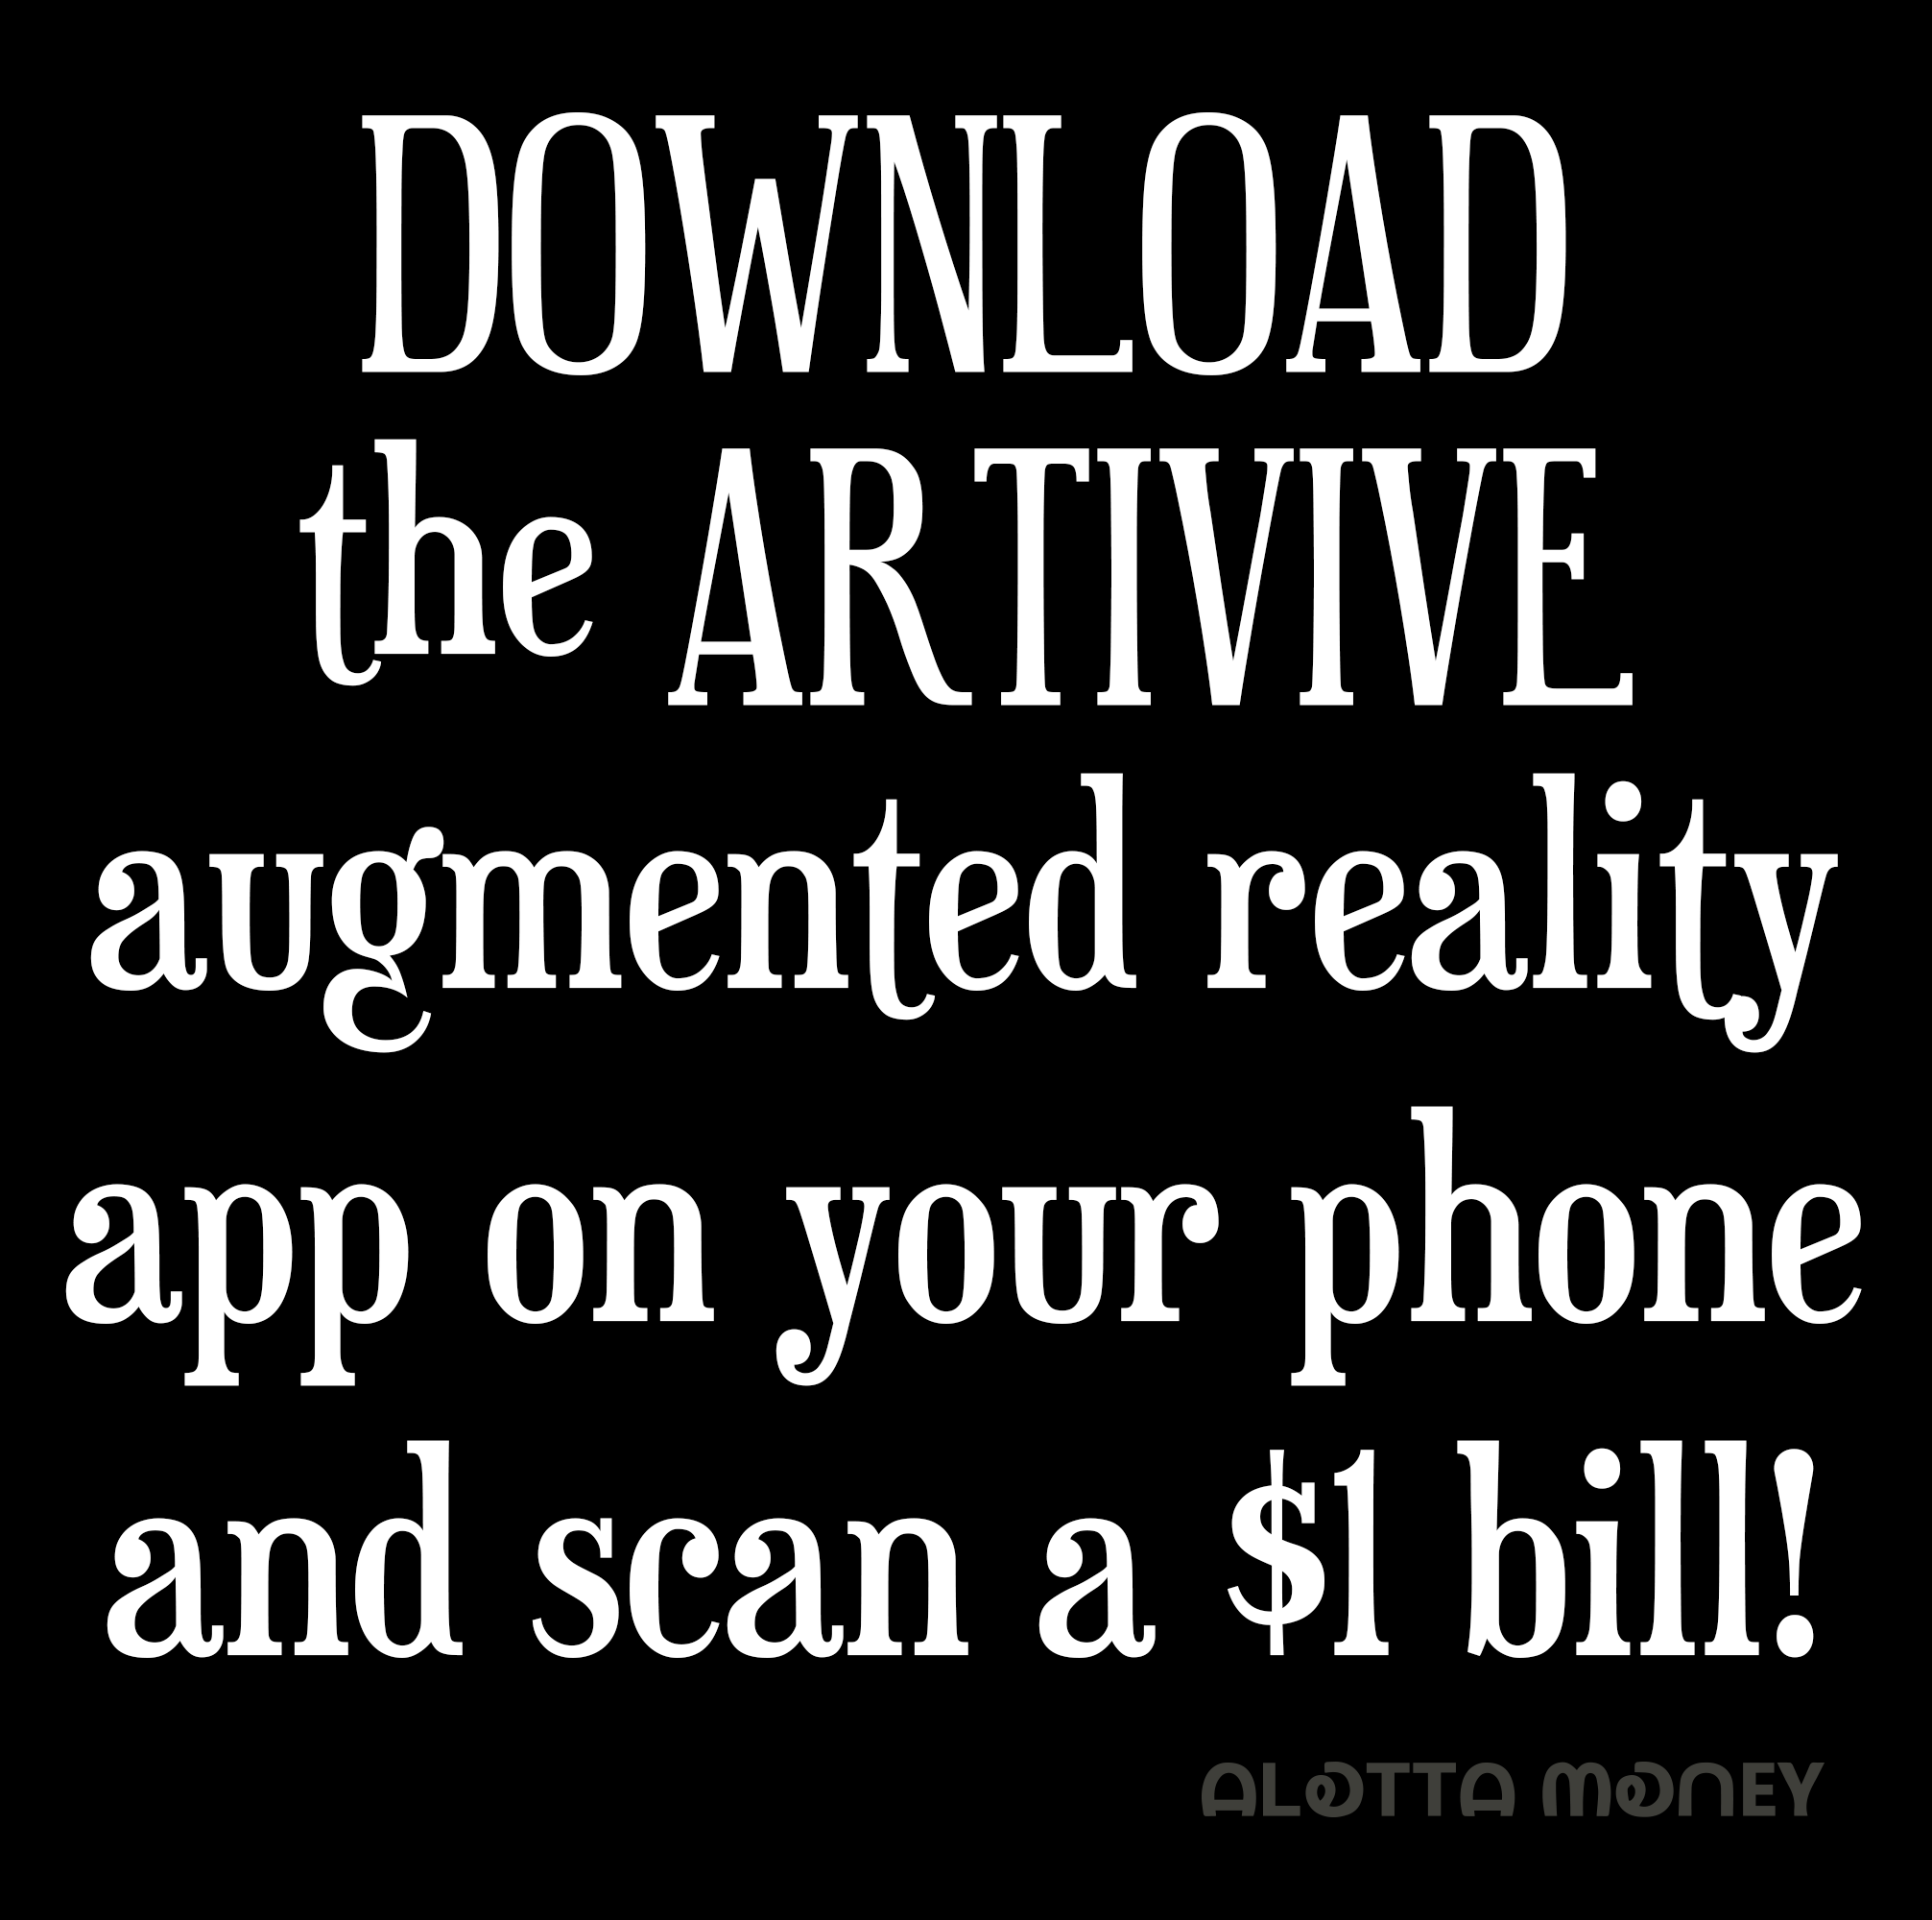 DOWNLOAD
the ARTIVIVE
augmented reality
app on your phone
and scan a $1 bill!
ALOTTA MONEY